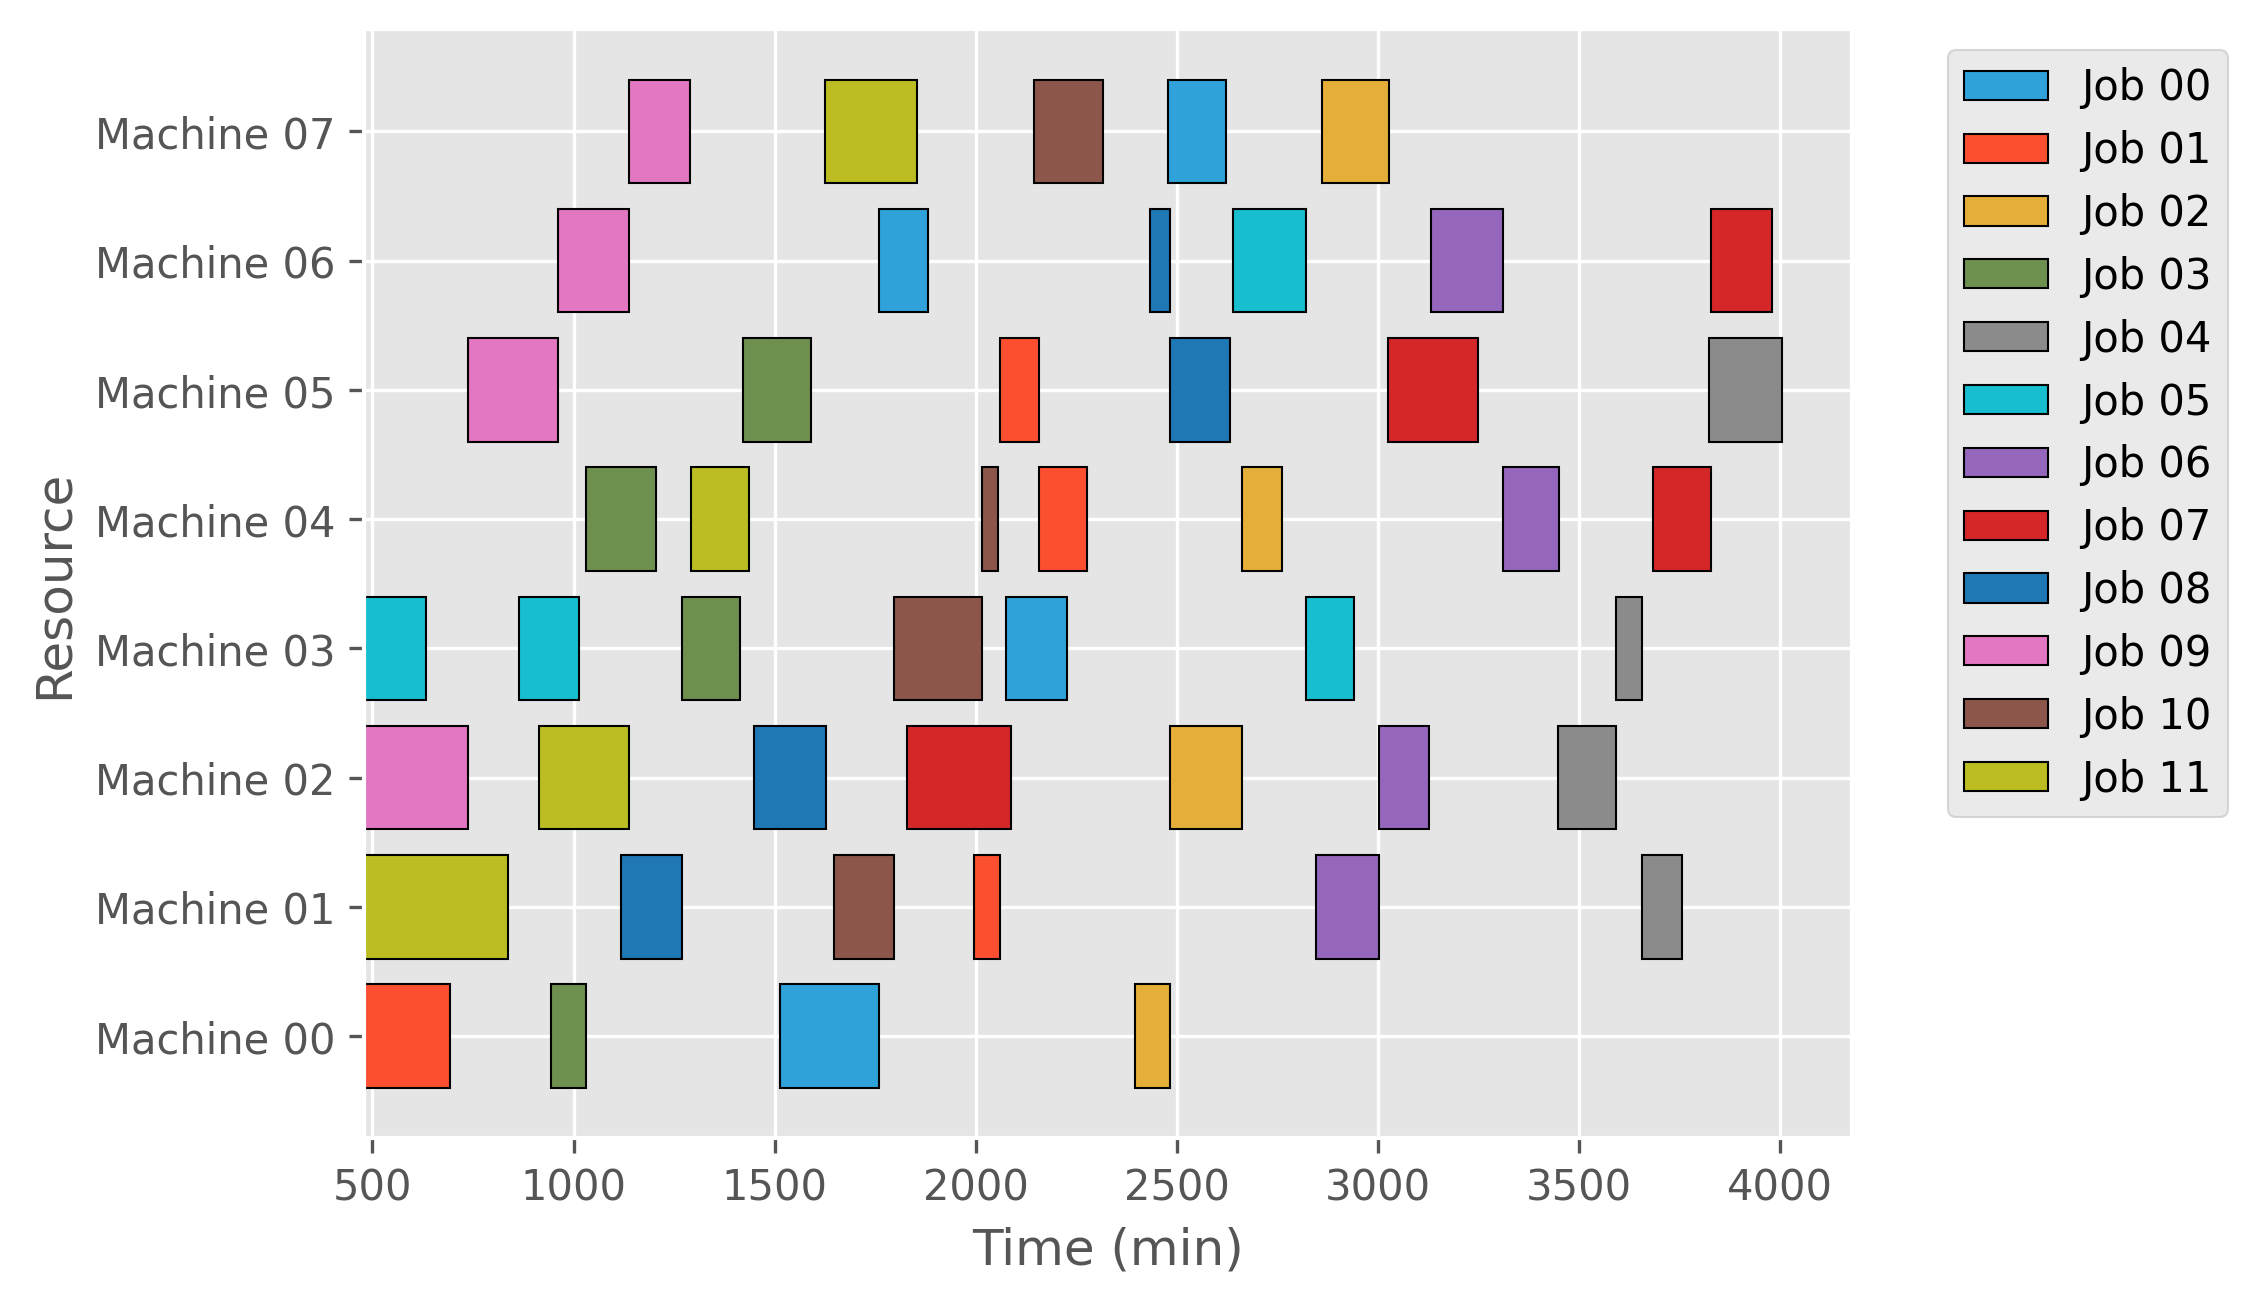 Machine 07
Machine 06
Machine 05
Machine 04
Machine 03
Machine 02
Machine 01
Machine 00
Resource
500 1000 1500 2000 2500 3000 3500 4000
Time (min)
Job 00
Job 01
Job 02
Job 03
Job 04
Job 05
Job 06
Job 07
Job 08
Job 09
Job 10
Job 11